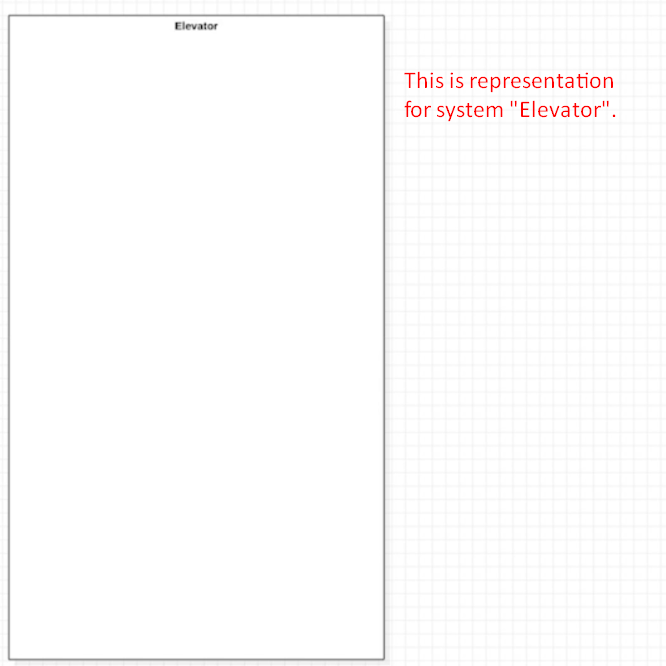 Elevator
This is representation
for system "Elevator".